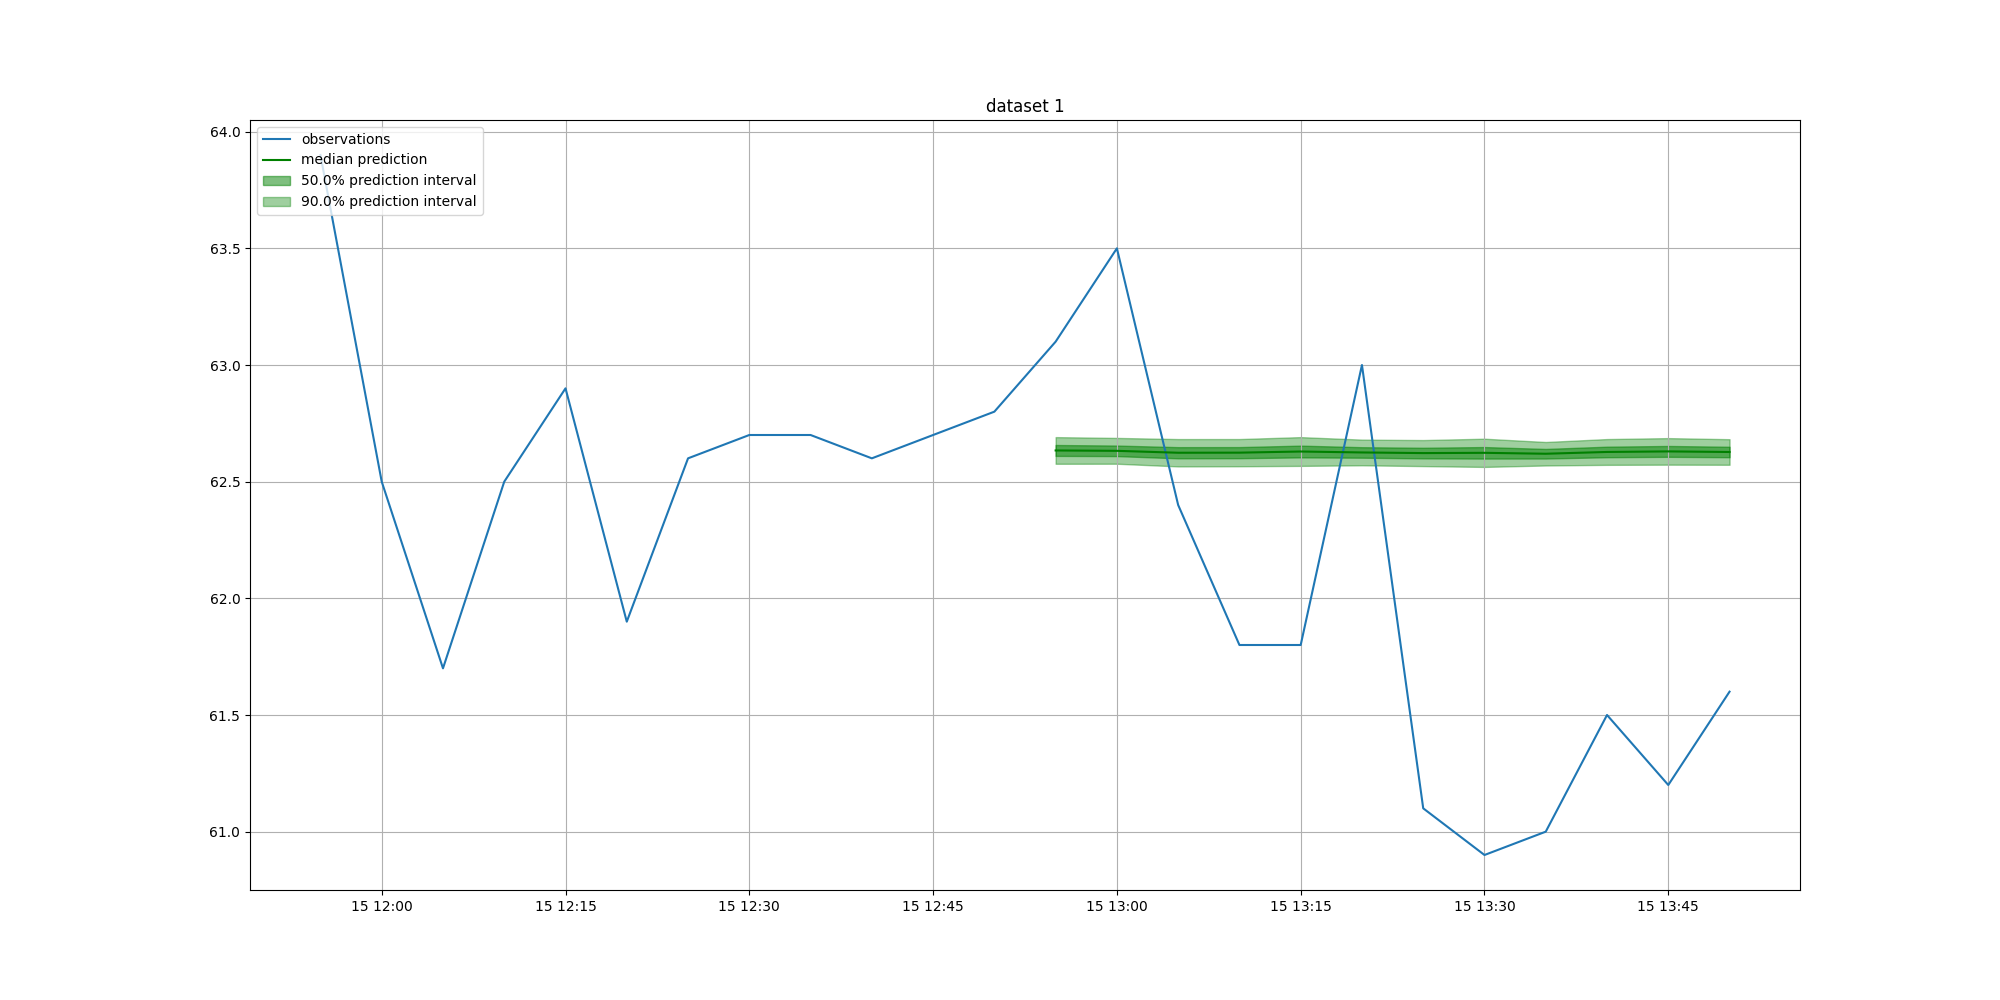 dataset 1
64.0
63.5
63.0
62.5
62.0
61.5
61.0
observations
median prediction
50.0% prediction interval
90.0% prediction interval
15 12:00 15 12:15 15 12:30 15 12:45 15 13:00 15 13:15 15 13:30 15 13:45